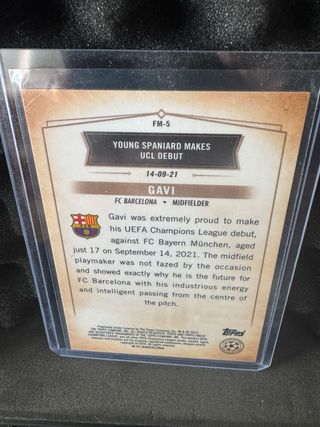 FM-5
YOUNG SPANIARD MAKES
UCL DEBUT
14-09-21
GAVI
FC BARCELONA • MIDFIELDER
Gavi was extremely proud to make
his UEFA Champions League debut,
against FC Bayern München, aged
just 17 on September 14, 2021. The midfield
playmaker was not fazed by the occasion
and showed exactly why he is the future for
FC Barcelona with his industrious energy
and intelligent passing from the centre of
the pitch.
Topps